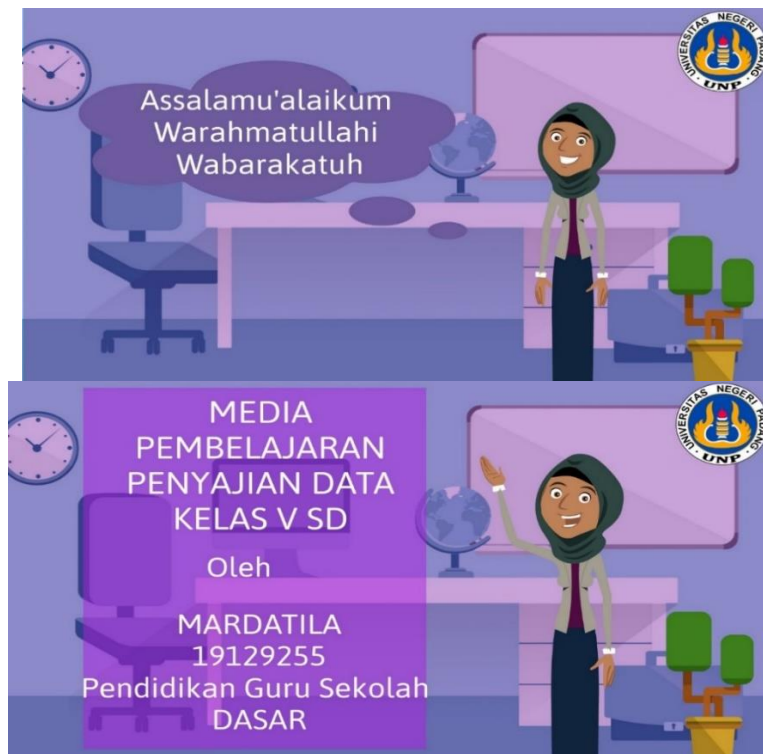 Assalamu'alaikum
Warahmatullahi
Wabarakatuh
UNIVERSITAS NEGERI PADANG
UNP
MEDIA
PEMBELAJARAN
PENYAJIAN DATA
KELAS V SD
Oleh
MARDATILA
19129255
Pendidikan Guru Sekolah
DASAR
UNIVERSITAS NEGERI PADANG
UNP